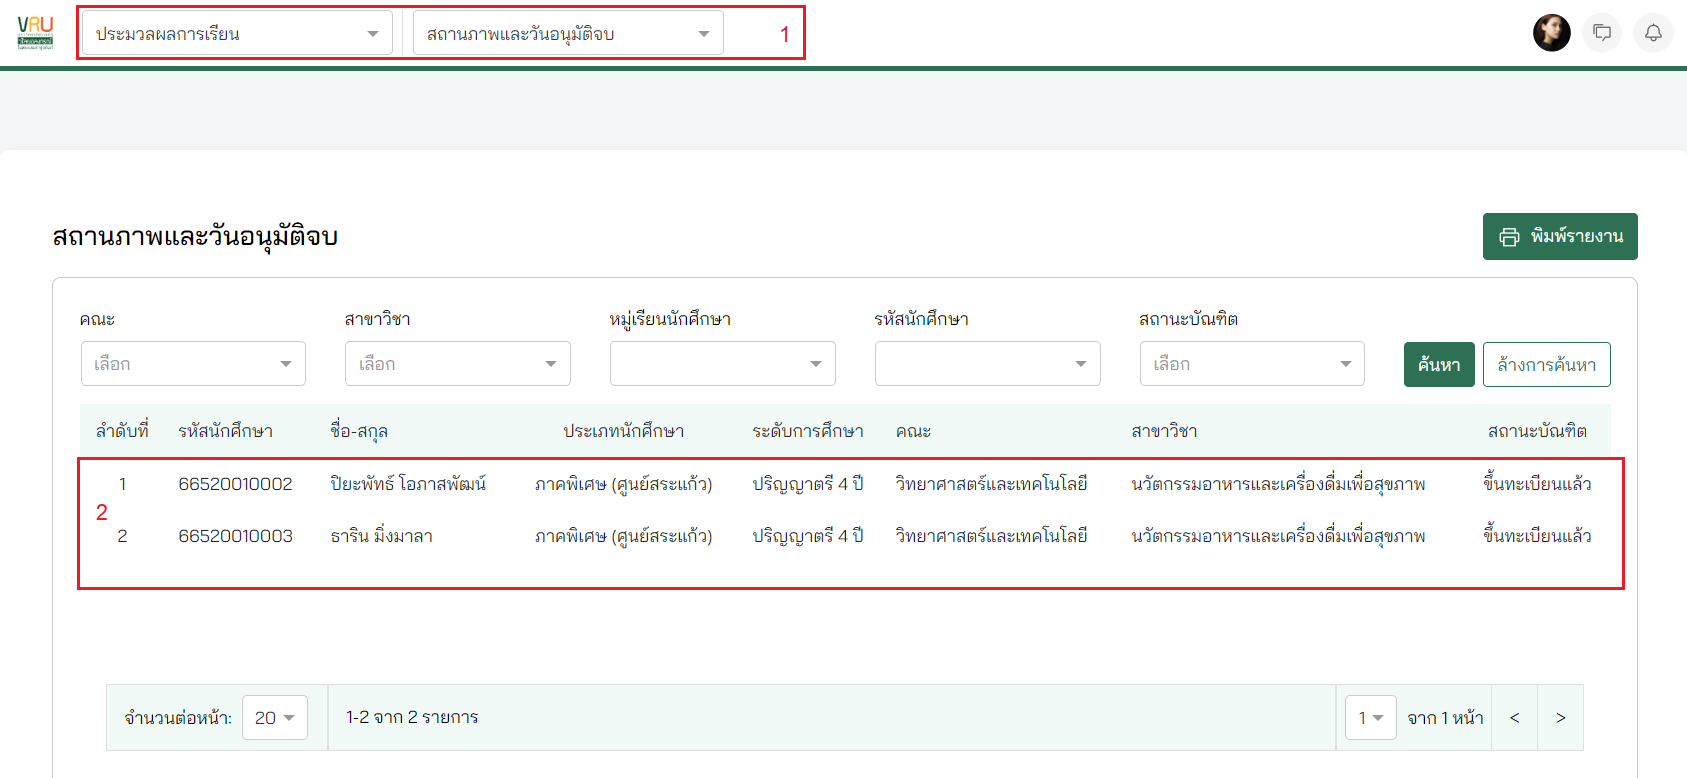 VRU
ประมวลผลการเรียน
สถานภาพและวันอนุมัติจบ
1
สถานภาพและวันอนุมัติจบ
พิมพ์รายงาน
คณะ สาขาวิชา หมู่เรียนนักศึกษา รหัสนักศึกษา สถานะบัณฑิต
เลือก เลือก เลือก ค้นหา ล้างการค้นหา
ลำดับที่ รหัสนักศึกษา ชื่อ-สกุล ประเภทนักศึกษา ระดับการศึกษา คณะ สาขาวิชา สถานะบัณฑิต
1 66520010002 ปิยะพัทธ์ โอภาสพัฒน์ ภาคพิเศษ (ศูนย์สระแก้ว) ปริญญาตรี 4 ปี วิทยาศาสตร์และเทคโนโลยี นวัตกรรมอาหารและเครื่องดื่มเพื่อสุขภาพ ขึ้นทะเบียนแล้ว
2
2 66520010003 ธาริน มิ่งมาลา ภาคพิเศษ (ศูนย์สระแก้ว) ปริญญาตรี 4 ปี วิทยาศาสตร์และเทคโนโลยี นวัตกรรมอาหารและเครื่องดื่มเพื่อสุขภาพ ขึ้นทะเบียนแล้ว
จำนวนต่อหน้า: 20 1-2 จาก 2 รายการ 1 จาก 1 หน้า < >